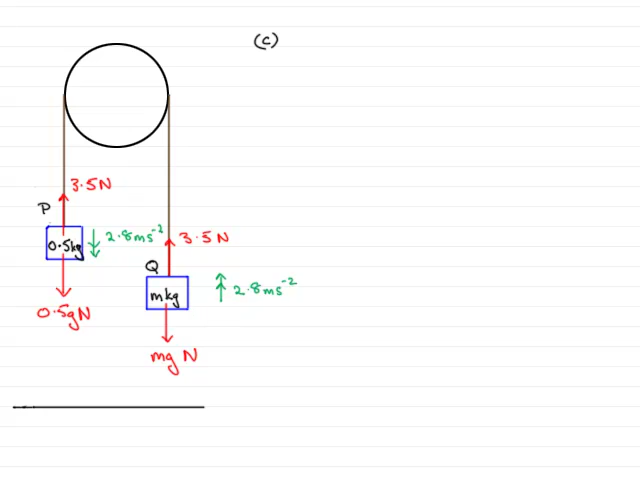 (c)
3.5N
P
0.5kg
2.8ms⁻²
3.5N
Q
mkg
2.8ms⁻²
0.5gN
mg N